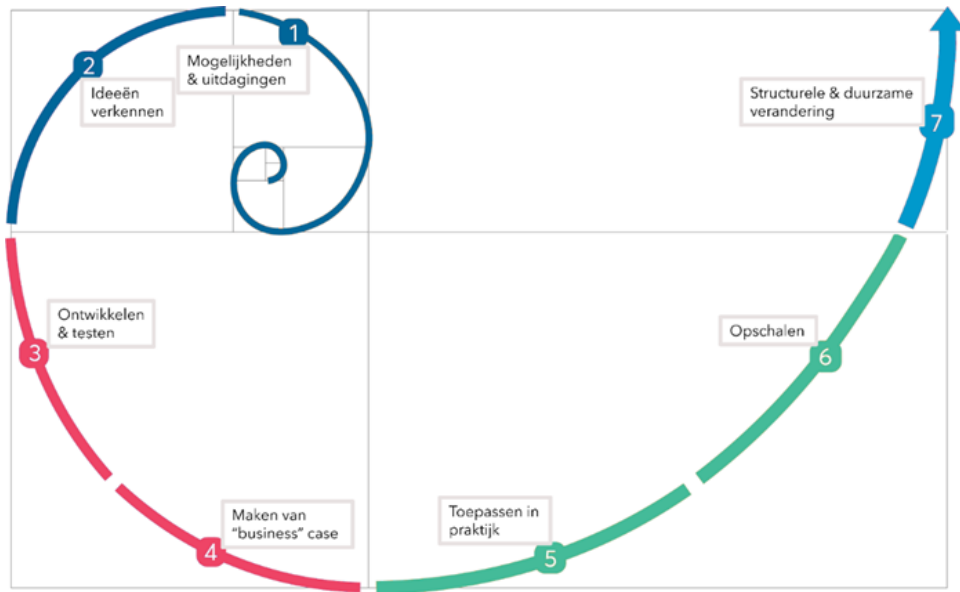 1
Mogelijkheden
& uitdagingen
2
Ideeën
verkennen
3
Ontwikkelen
& testen
4
Maken van
"business" case
5
Toepassen in
praktijk
6
Opschalen
7
Structurele & duurzame
verandering